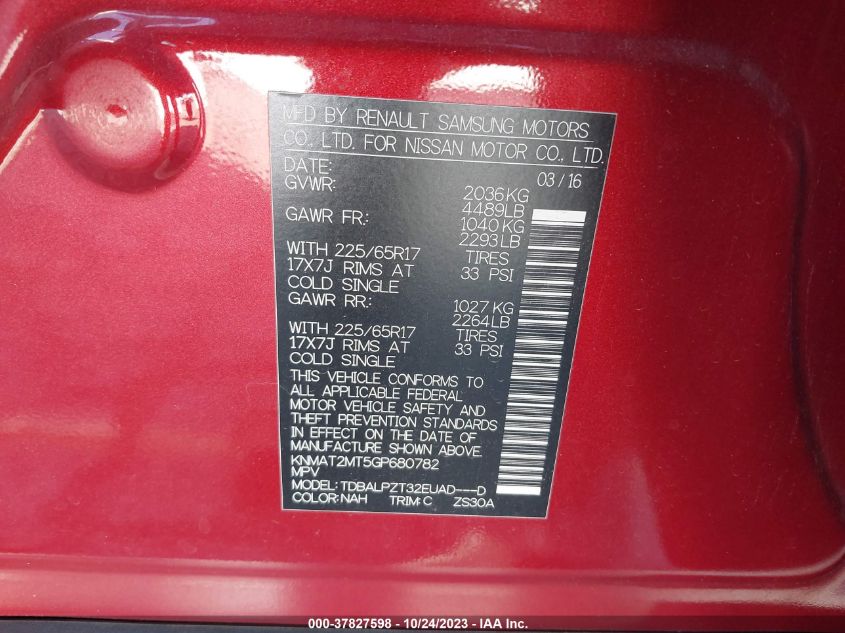 MFD BY RENAULT SAMSUNG MOTORS
CO., LTD. FOR NISSAN MOTOR CO., LTD.
DATE: 03/16
GVWR: 2036KG
4489LB
GAWR FR.: 1040KG
2293LB
WITH 225/65R17 TIRES
17X7J RIMS AT 33 PSI
COLD SINGLE
GAWR RR.: 1027KG
2264LB
WITH 225/65R17 TIRES
17X7J RIMS AT 33 PSI
COLD SINGLE
THIS VEHICLE CONFORMS TO
ALL APPLICABLE FEDERAL
MOTOR VEHICLE SAFETY AND
THEFT PREVENTION STANDARDS
IN EFFECT ON THE DATE OF
MANUFACTURE SHOWN ABOVE.
KNMAT2MT5GP680782
MPV
MODEL: TDBALPZT32EUAD---D
COLOR: NAH TRIM: C ZS30A
000-37827598 - 10/24/2023 - IAA Inc.